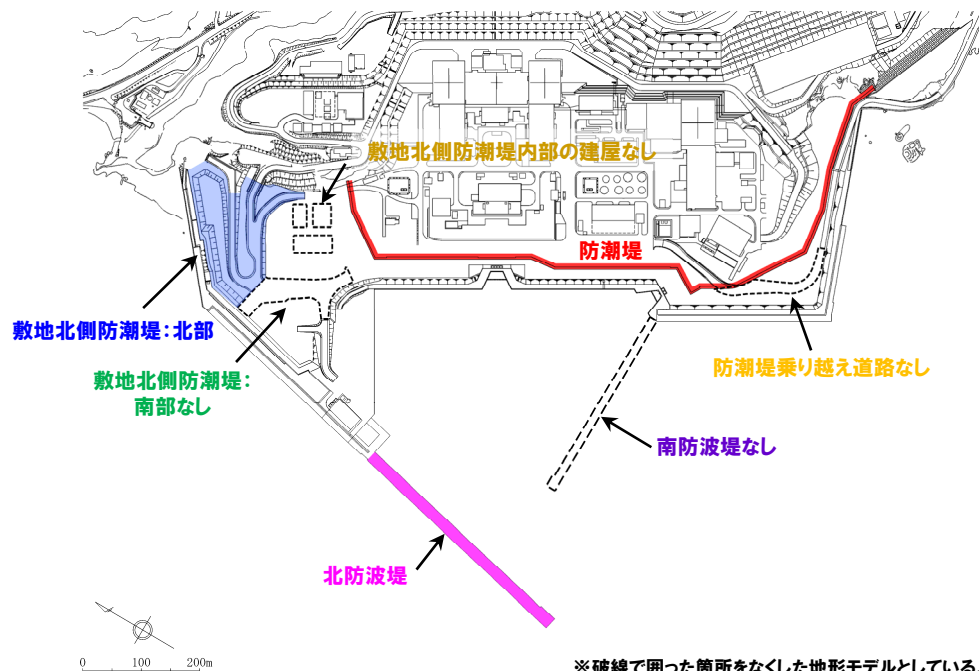 敷地北側防潮堤内部の建屋なし
防潮堤
敷地北側防潮堤：北部
敷地北側防潮堤：
南部なし
防潮堤乗り越え道路なし
南防波堤なし
北防波堤
0 100 200m
※破線で囲った箇所をなくした地形モデルとしている。